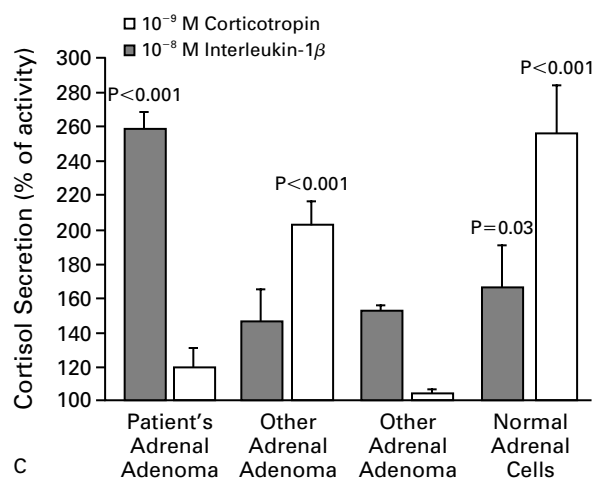 10⁻⁹ M Corticotropin
10⁻⁸ M Interleukin-1β
Cortisol Secretion (% of activity)
300
280
260
240
220
200
180
160
140
120
100
P<0.001
P<0.001
P=0.03
P<0.001
Patient's
Adrenal
Adenoma
Other
Adrenal
Adenoma
Other
Adrenal
Adenoma
Normal
Adrenal
Cells
C